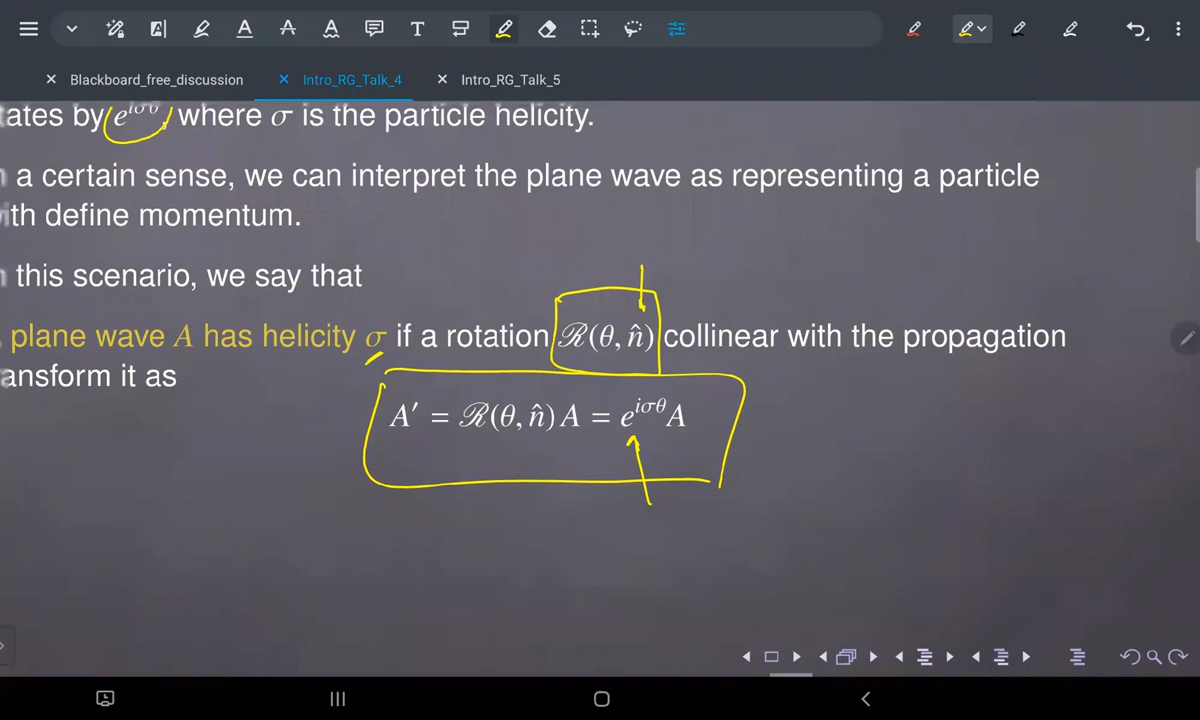 Blackboard_free_discussion
Intro_RG_Talk_4
Intro_RG_Talk_5
ates by e^{iσθ}, where σ is the particle helicity.
a certain sense, we can interpret the plane wave as representing a particle
ith define momentum.
this scenario, we say that
plane wave A has helicity σ if a rotation ℛ(θ, n̂) collinear with the propagation
ansform it as
A′ = ℛ(θ, n̂) A = e^{iσθ} A